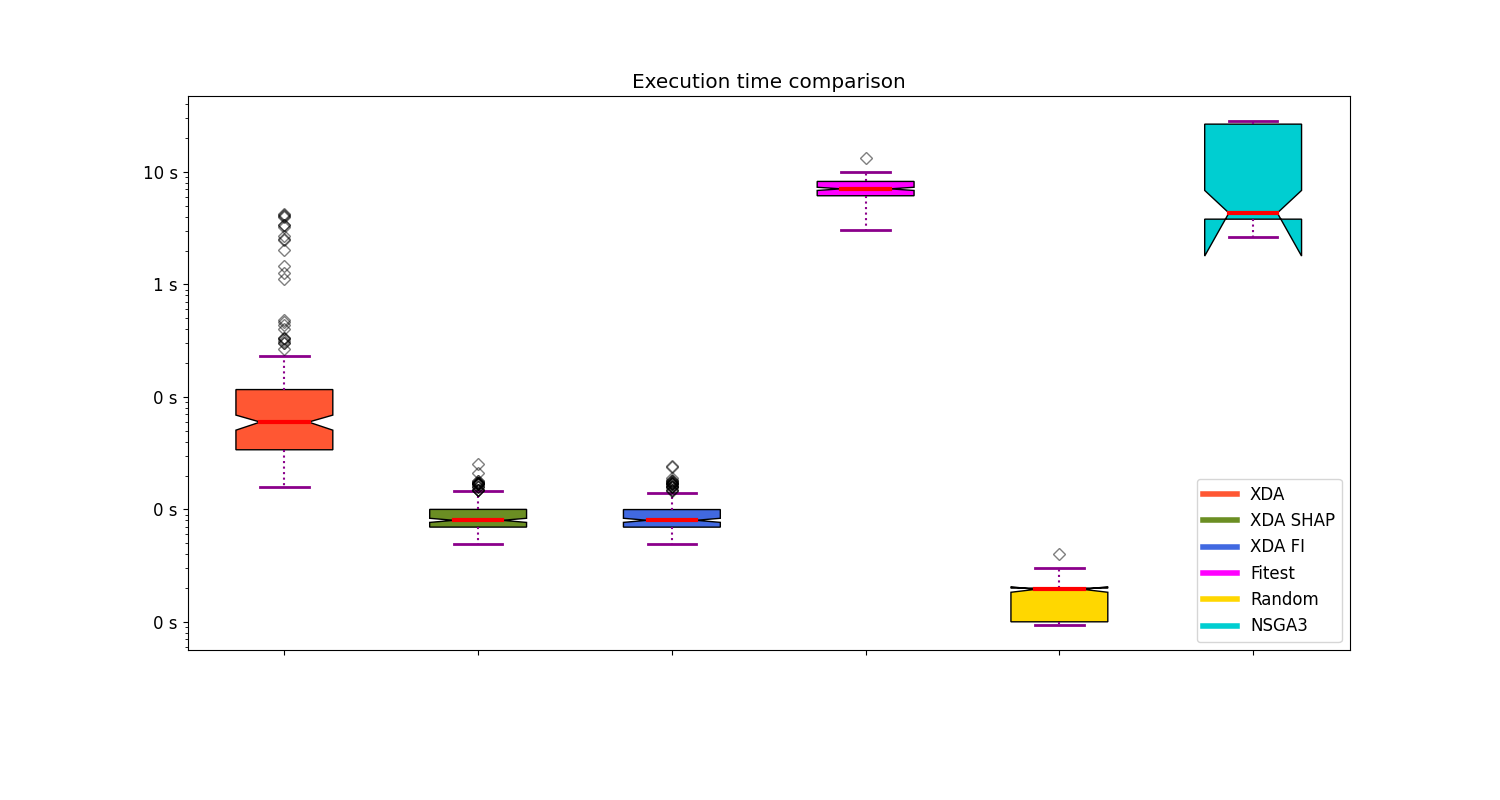 Execution time comparison
10 s
1 s
0 s
0 s
0 s
XDA
XDA SHAP
XDA FI
Fitest
Random
NSGA3